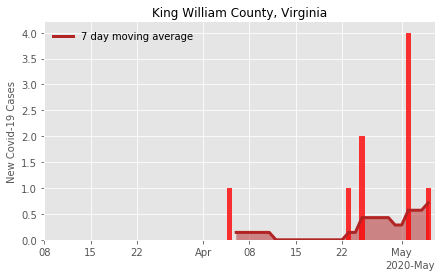 King William County, Virginia
7 day moving average
New Covid-19 Cases
4.0
3.5
3.0
2.5
2.0
1.5
1.0
0.5
0.0
08 15 22 Apr 08 15 22 May
2020-May